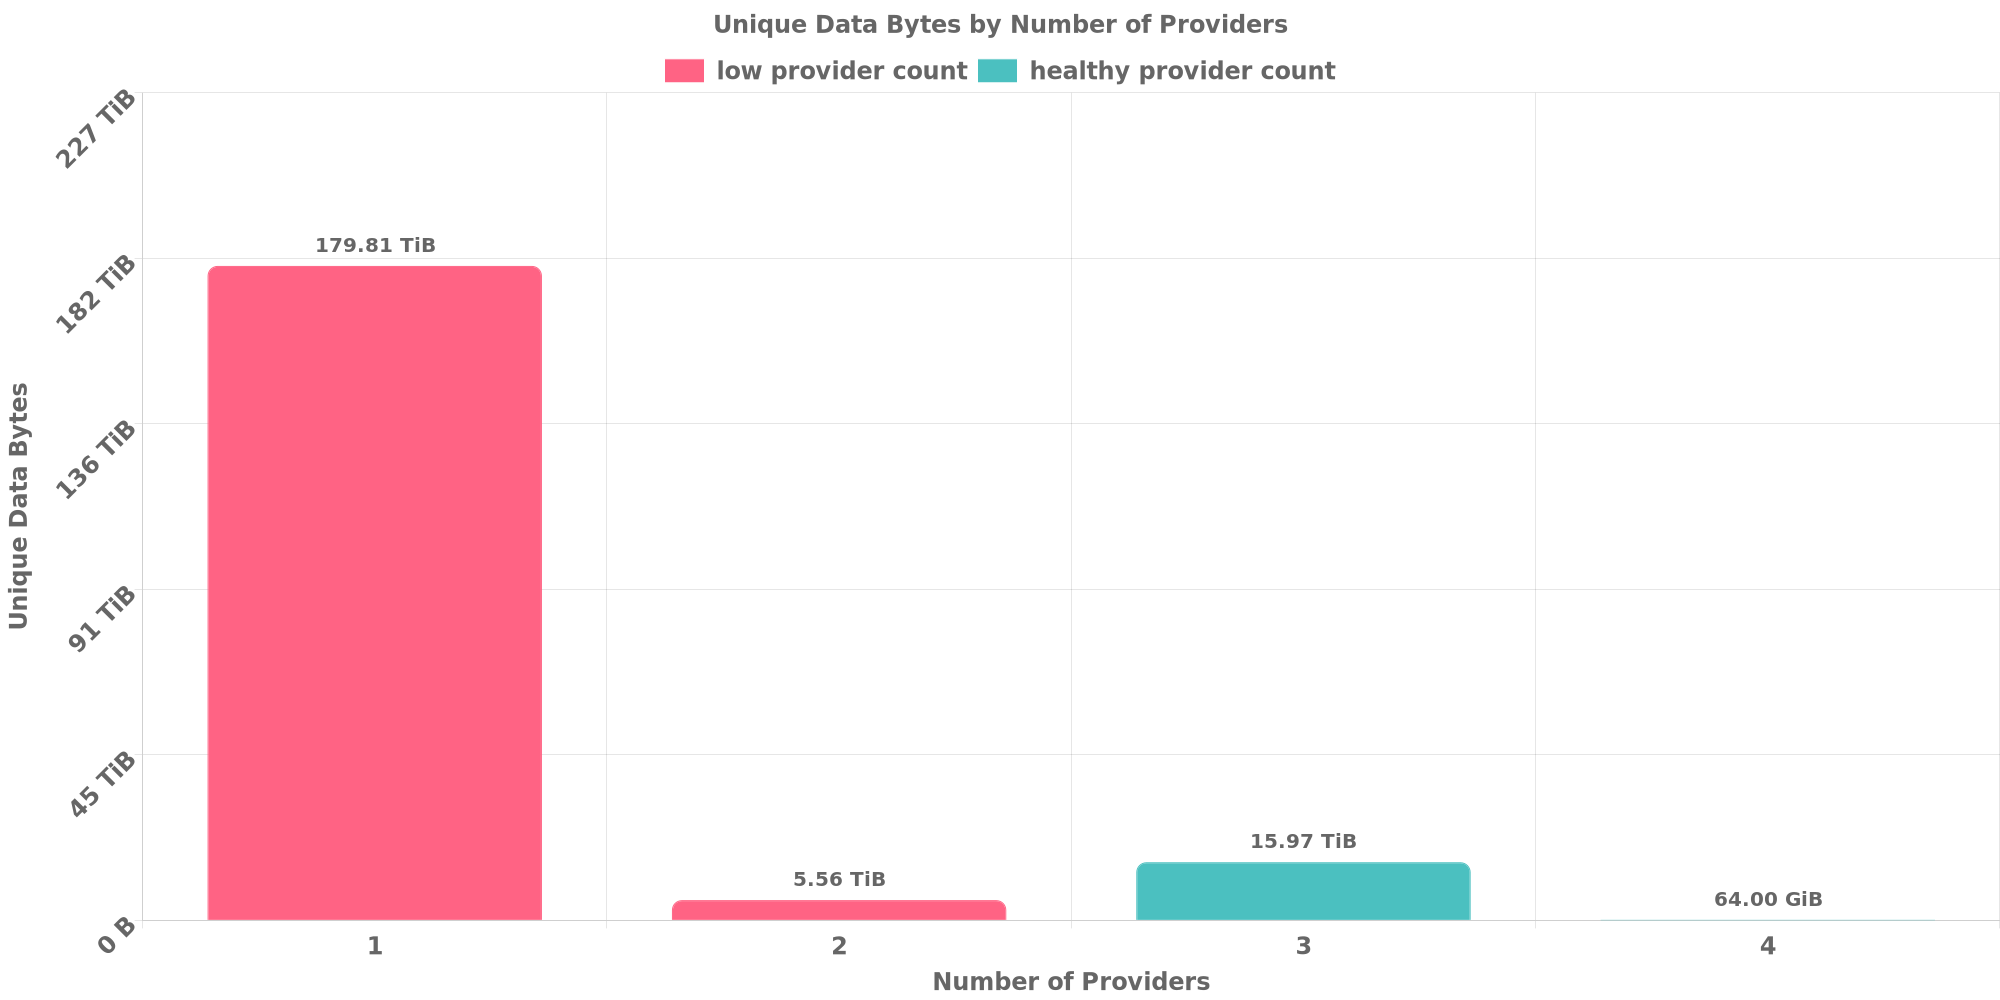 Unique Data Bytes by Number of Providers
low provider count healthy provider count
227 TiB
182 TiB
136 TiB
91 TiB
45 TiB
0 B
Unique Data Bytes
179.81 TiB
5.56 TiB
15.97 TiB
64.00 GiB
1 2 3 4
Number of Providers